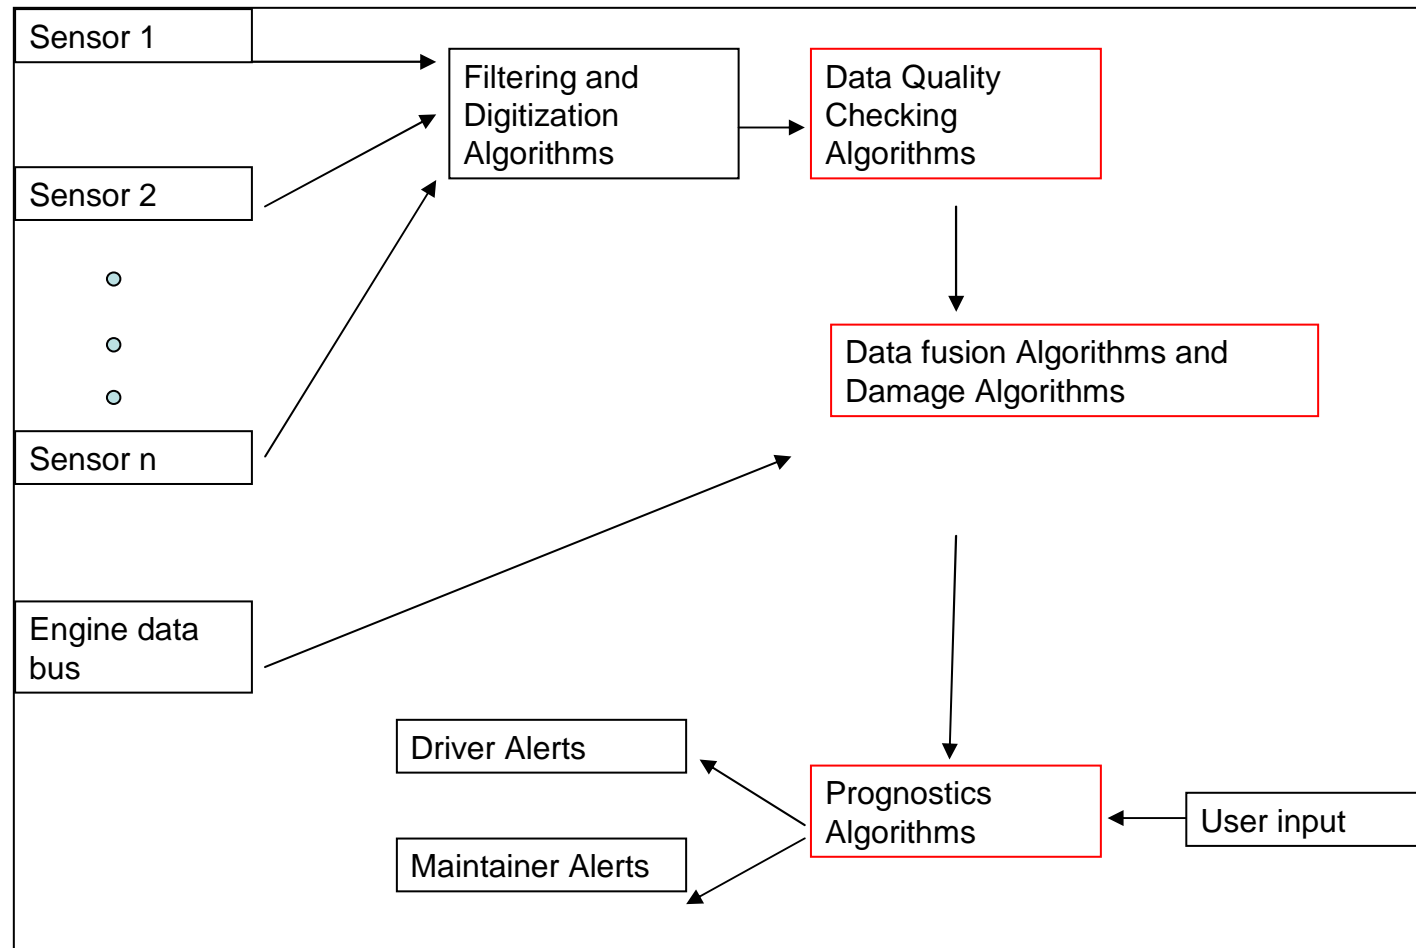 Sensor 1
Filtering and
Digitization
Algorithms
Data Quality
Checking
Algorithms
Sensor 2
Data fusion Algorithms and
Damage Algorithms
Sensor n
Engine data
bus
Driver Alerts
Prognostics
Algorithms
User input
Maintainer Alerts